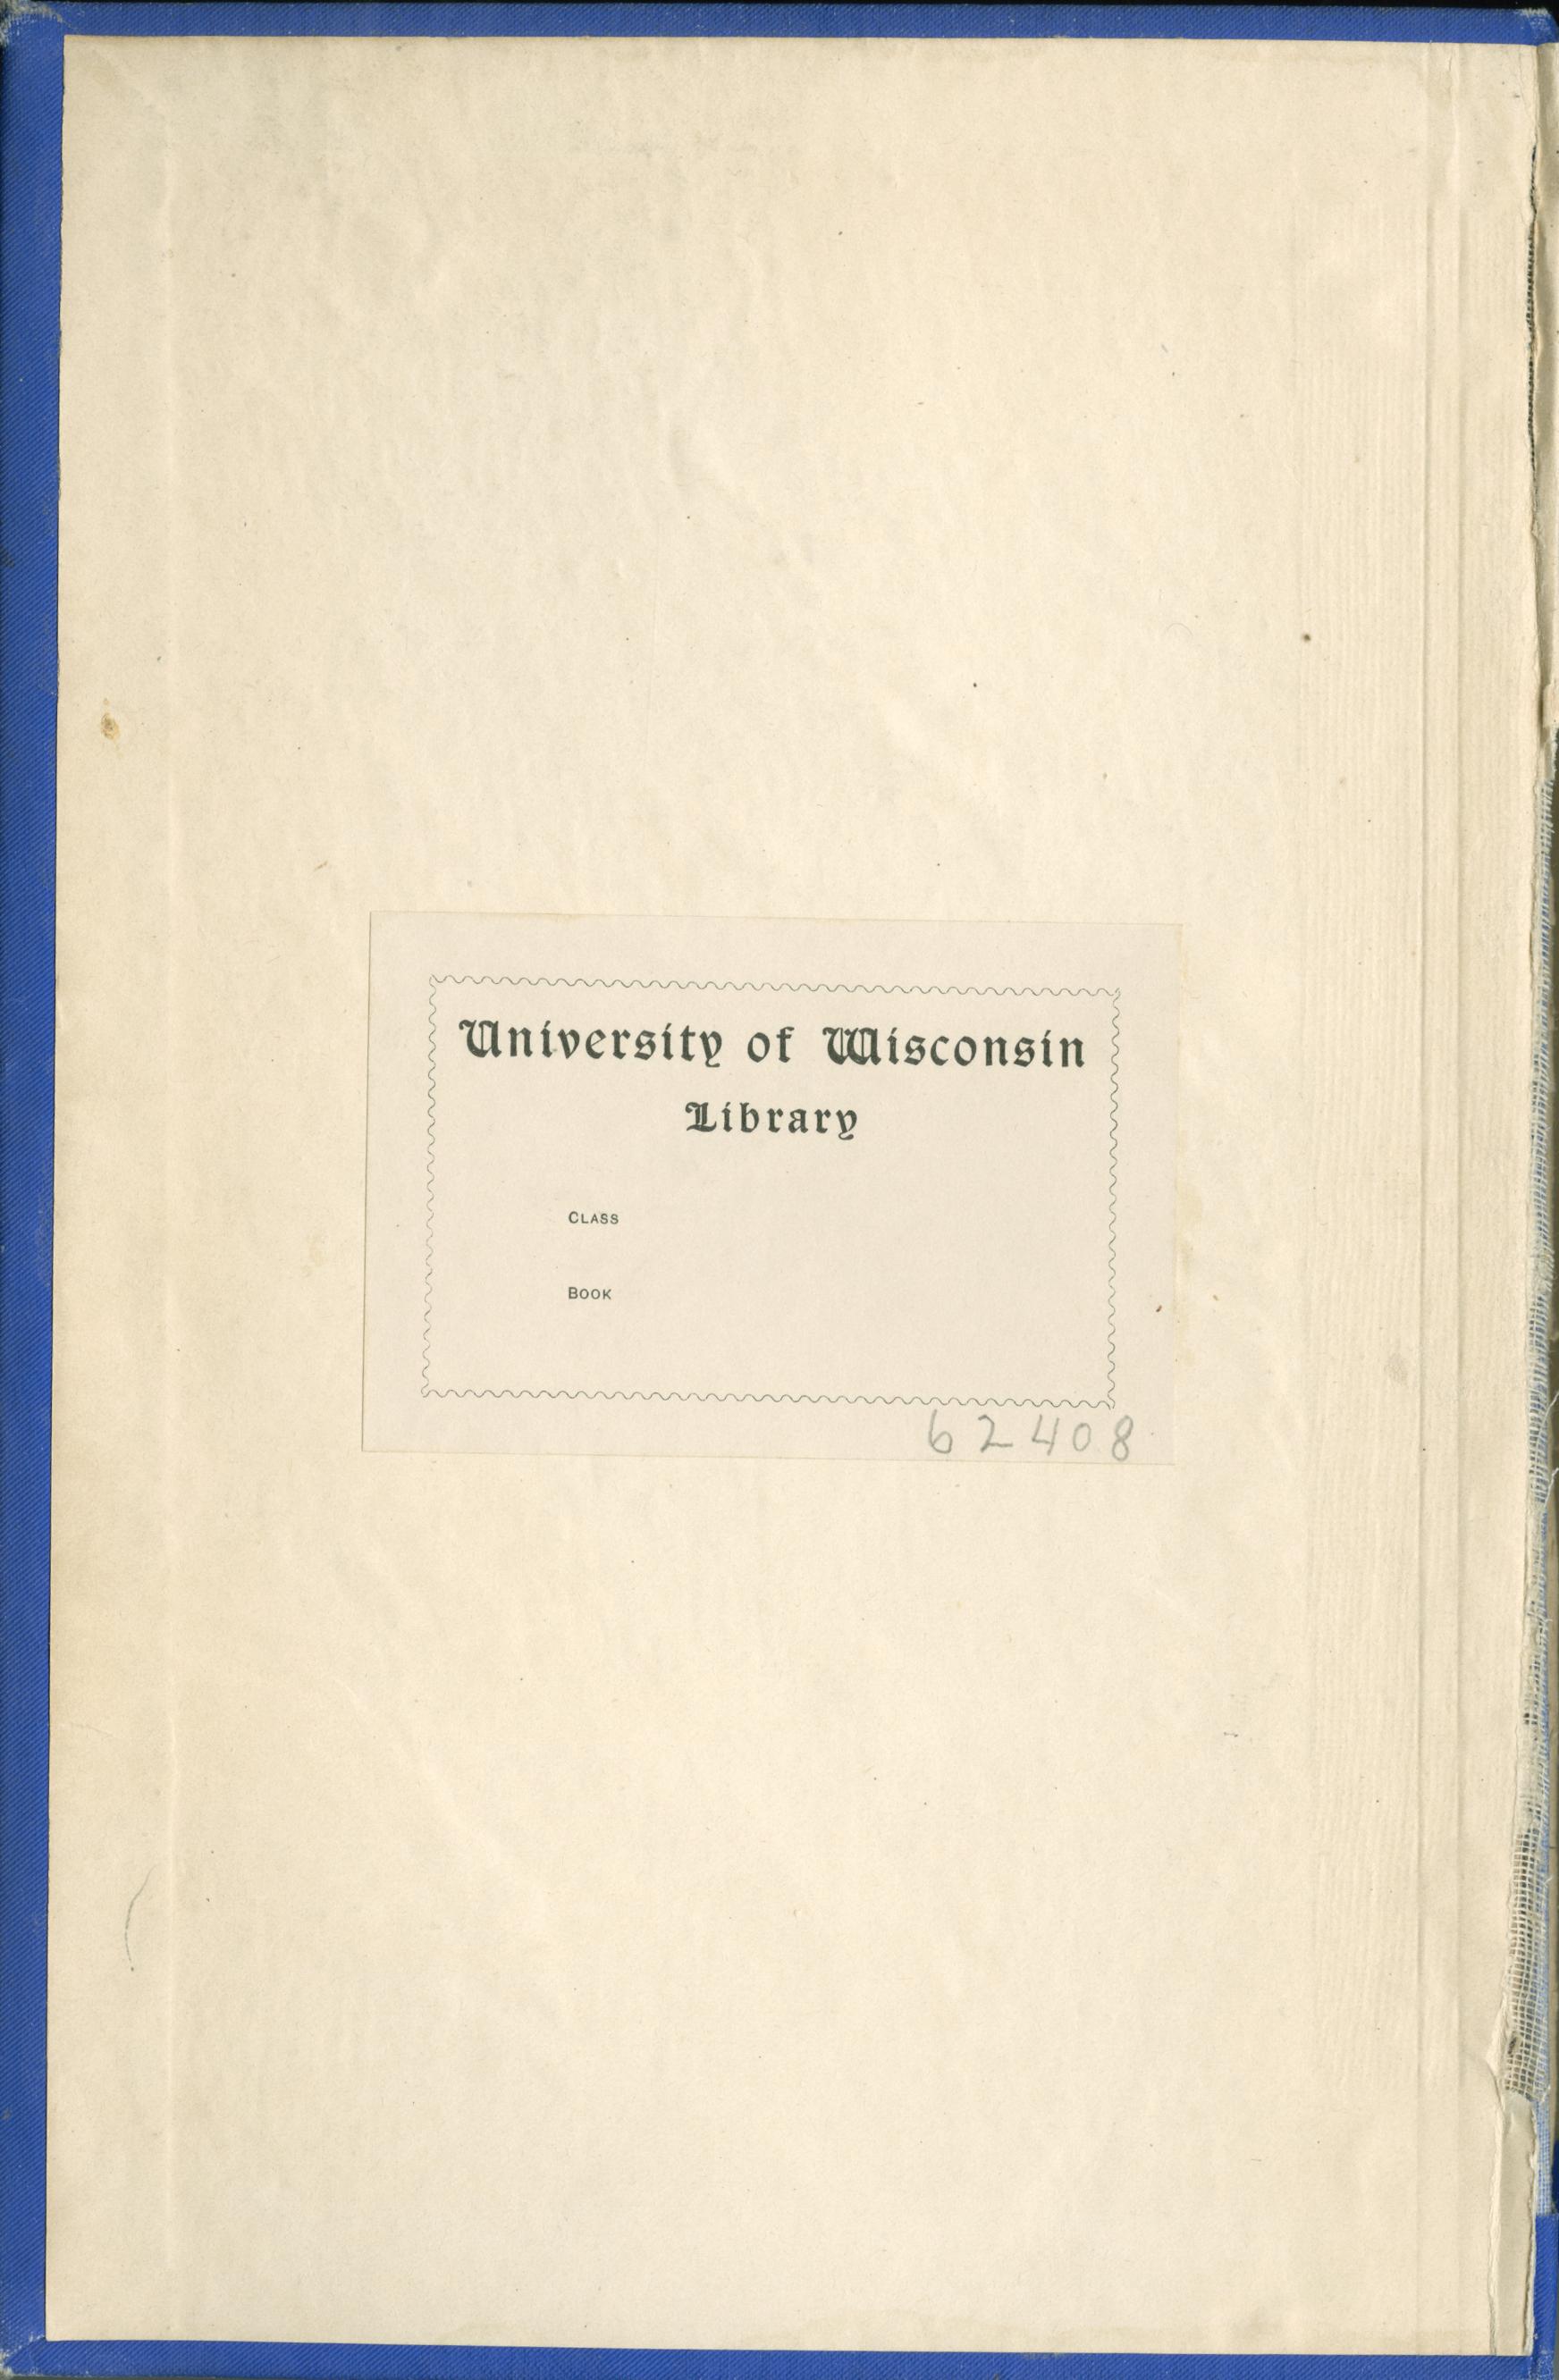 University of Wisconsin
Library
CLASS
BOOK
62408